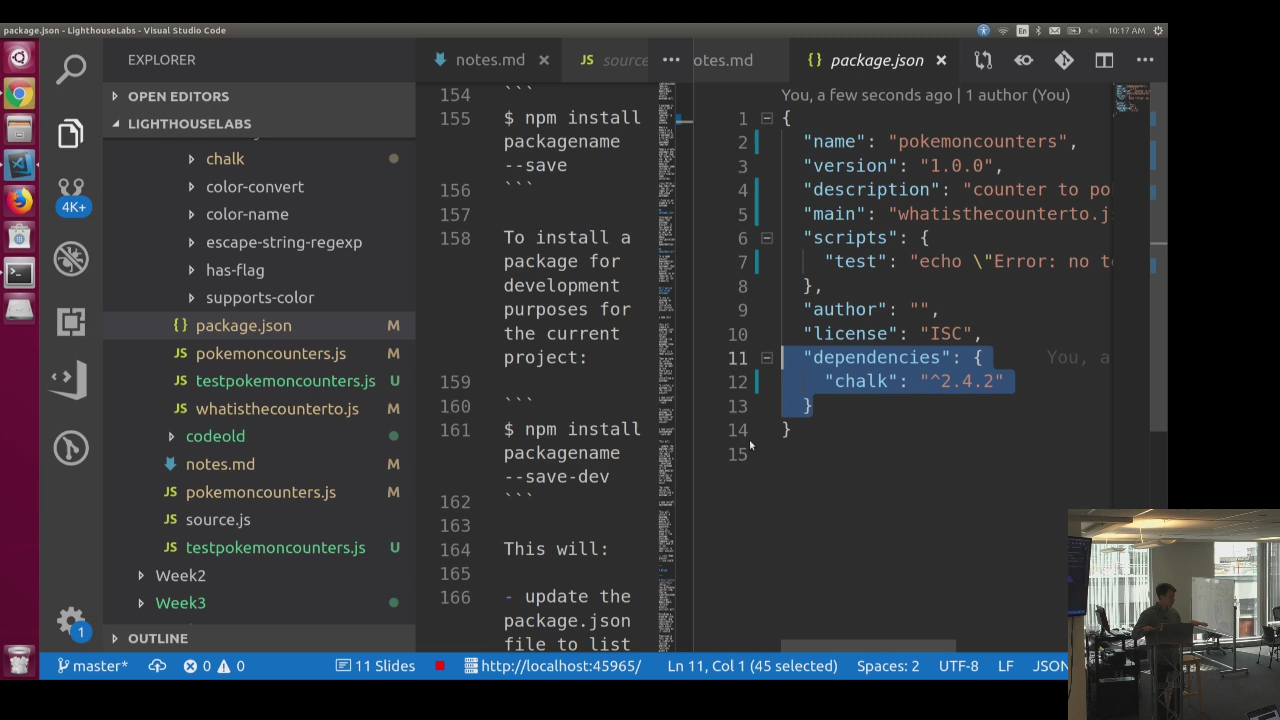 package.json - LighthouseLabs - Visual Studio Code
En
10:17 AM
EXPLORER
OPEN EDITORS
LIGHTHOUSELABS
chalk
color-convert
color-name
escape-string-regexp
has-flag
supports-color
{} package.json M
JS pokemoncounters.js M
JS testpokemoncounters.js U
JS whatisthecounterto.js M
codeold
notes.md M
JS pokemoncounters.js M
JS source.js
JS testpokemoncounters.js U
Week2
Week3
OUTLINE
4K+
1
notes.md
JS source
154 ```
155 $ npm install
packagename
--save
156 ```
157
158 To install a
package for
development
purposes for
the current
project:
159
160 ```
161 $ npm install
packagename
--save-dev
162 ```
163
164 This will:
165
166 - update the
package.json
file to list
otes.md
{} package.json
You, a few seconds ago | 1 author (You)
1 {
2 "name": "pokemoncounters",
3 "version": "1.0.0",
4 "description": "counter to po
5 "main": "whatisthecounterto.j
6 "scripts": {
7 "test": "echo \"Error: no t
8 },
9 "author": "",
10 "license": "ISC",
11 "dependencies": { You, a
12 "chalk": "^2.4.2"
13 }
14 }
15
master* 0 0 11 Slides http://localhost:45965/ Ln 11, Col 1 (45 selected) Spaces: 2 UTF-8 LF JSON